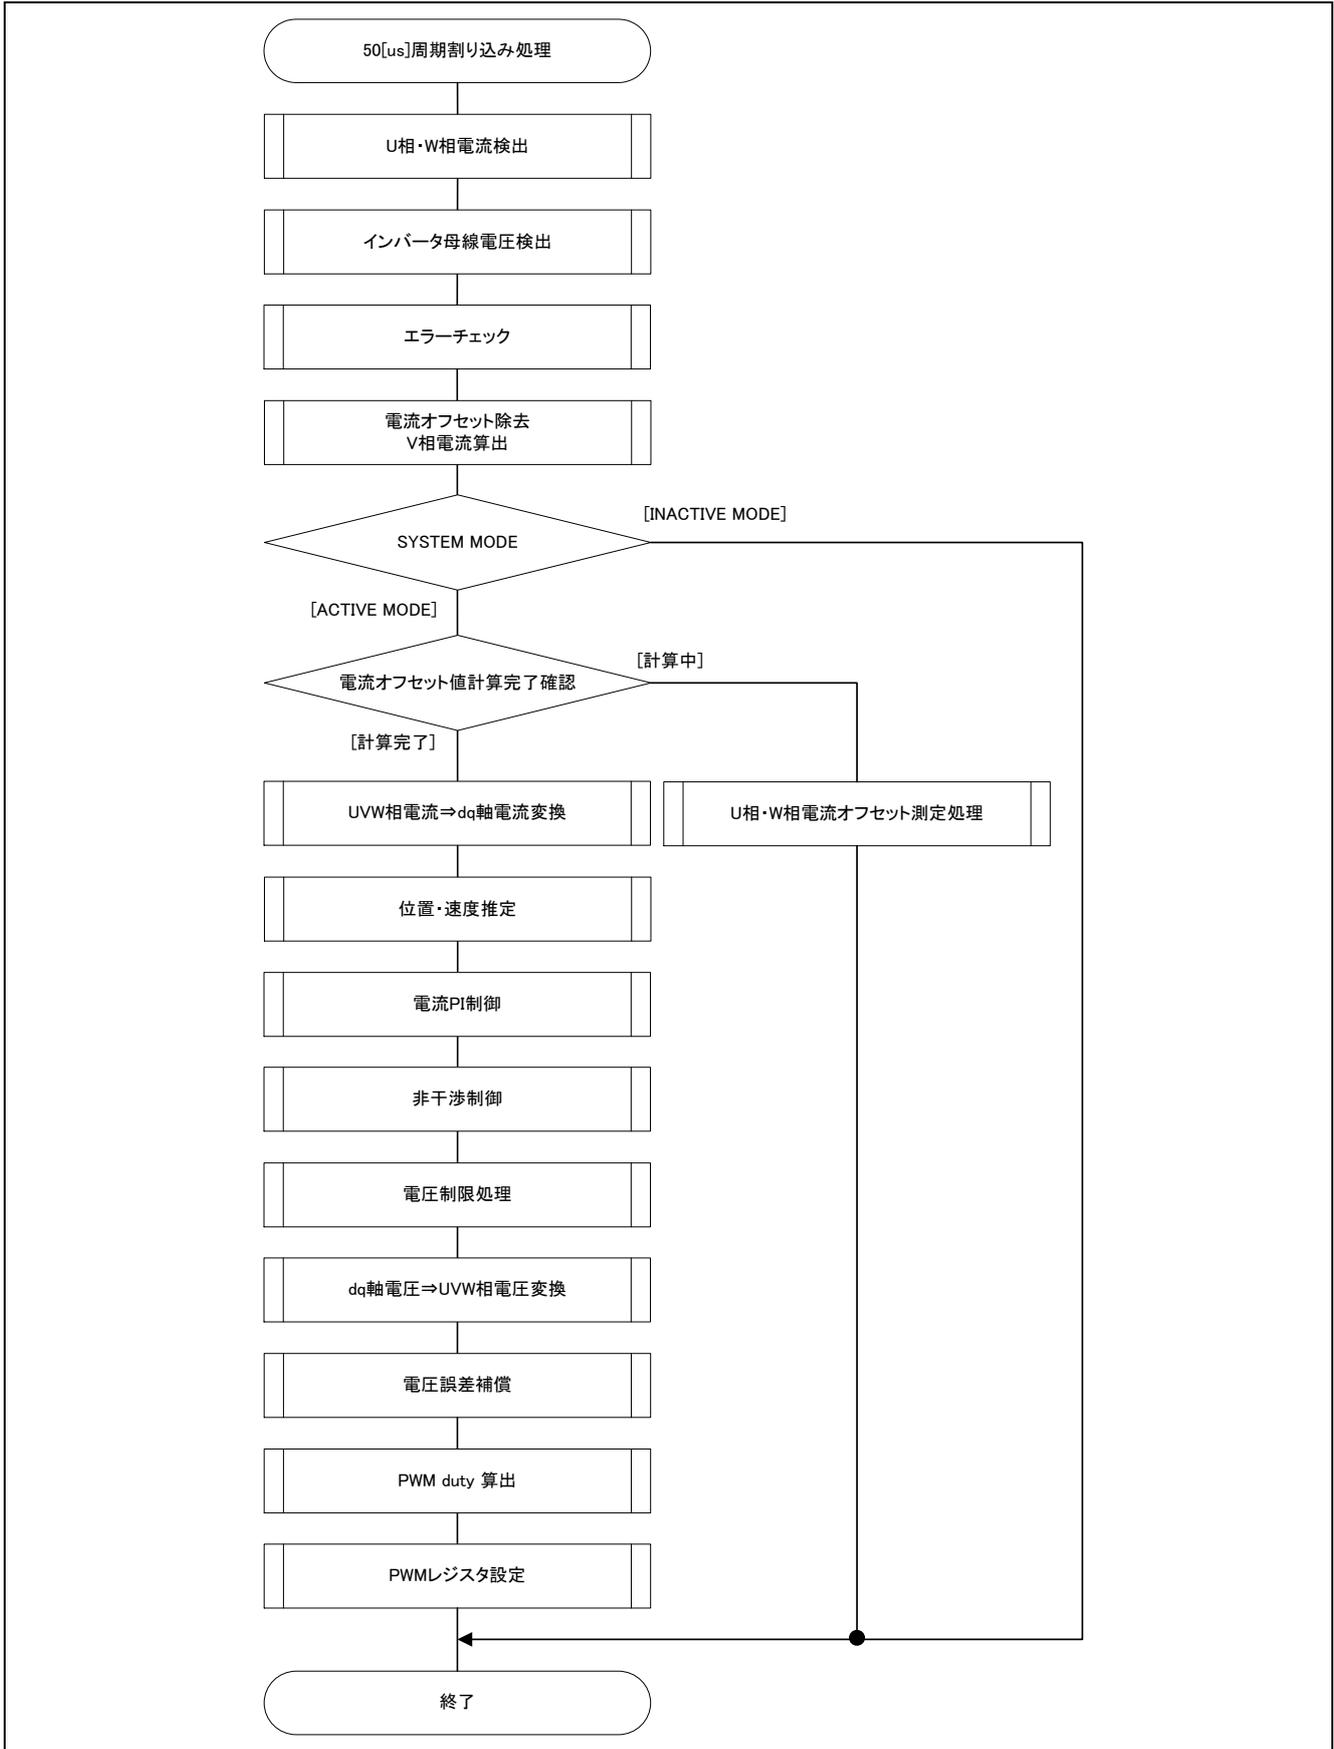 50[us]周期割り込み処理
U相・W相電流検出
インバータ母線電圧検出
エラーチェック
電流オフセット除去
V相電流算出
[INACTIVE MODE]
SYSTEM MODE
[ACTIVE MODE]
[計算中]
電流オフセット値計算完了確認
[計算完了]
UVW相電流⇒dq軸電流変換
U相・W相電流オフセット測定処理
位置・速度推定
電流PI制御
非干渉制御
電圧制限処理
dq軸電圧⇒UVW相電圧変換
電圧誤差補償
PWM duty 算出
PWMレジスタ設定
終了